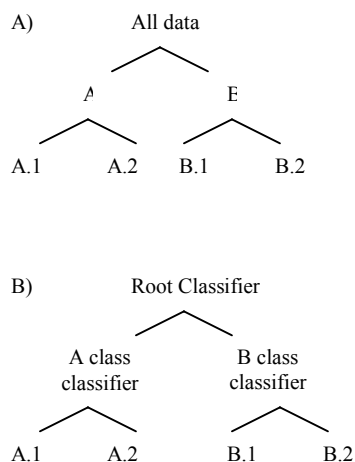 A) All data
A B
A.1 A.2 B.1 B.2
B) Root Classifier
A class B class
classifier classifier
A.1 A.2 B.1 B.2